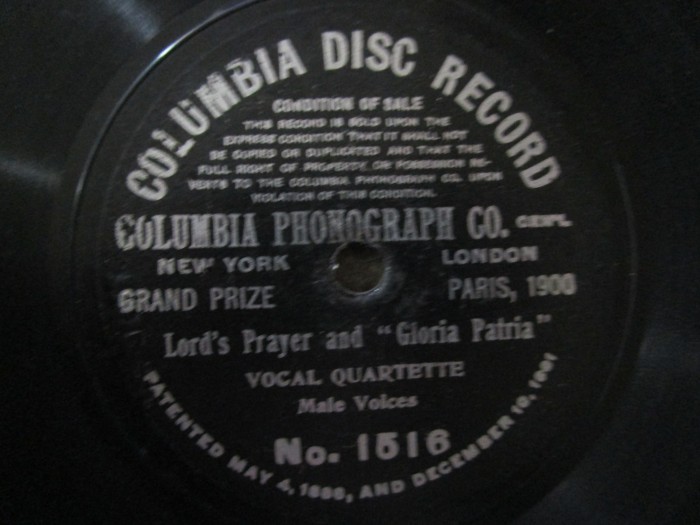 COLUMBIA DISC RECORD
CONDITION OF SALE
THIS RECORD IS SOLD UPON THE
EXPRESS CONDITION THAT IT SHALL NOT
BE COPIED OR DUPLICATED AND THAT THE
FULL RIGHT OF PROPERTY OR POSSESSION RE-
VERTS TO THE COLUMBIA PHONOGRAPH CO. UPON
VIOLATION OF THIS CONDITION.
COLUMBIA PHONOGRAPH CO. GEN'L
NEW YORK LONDON
GRAND PRIZE PARIS, 1900
Lord's Prayer and "Gloria Patria"
VOCAL QUARTETTE
Male Voices
No. 1516
PATENTED MAY 4, 1886, AND DECEMBER 10, 1901